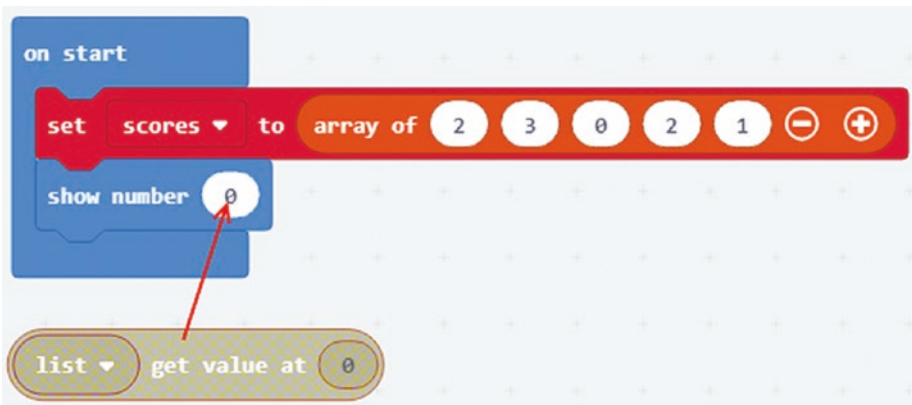 on start
set scores to array of 2 3 0 2 1
show number 0
list get value at 0